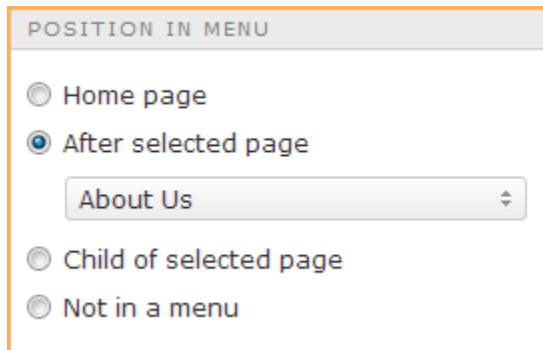 POSITION IN MENU
Home page
After selected page
About Us
Child of selected page
Not in a menu